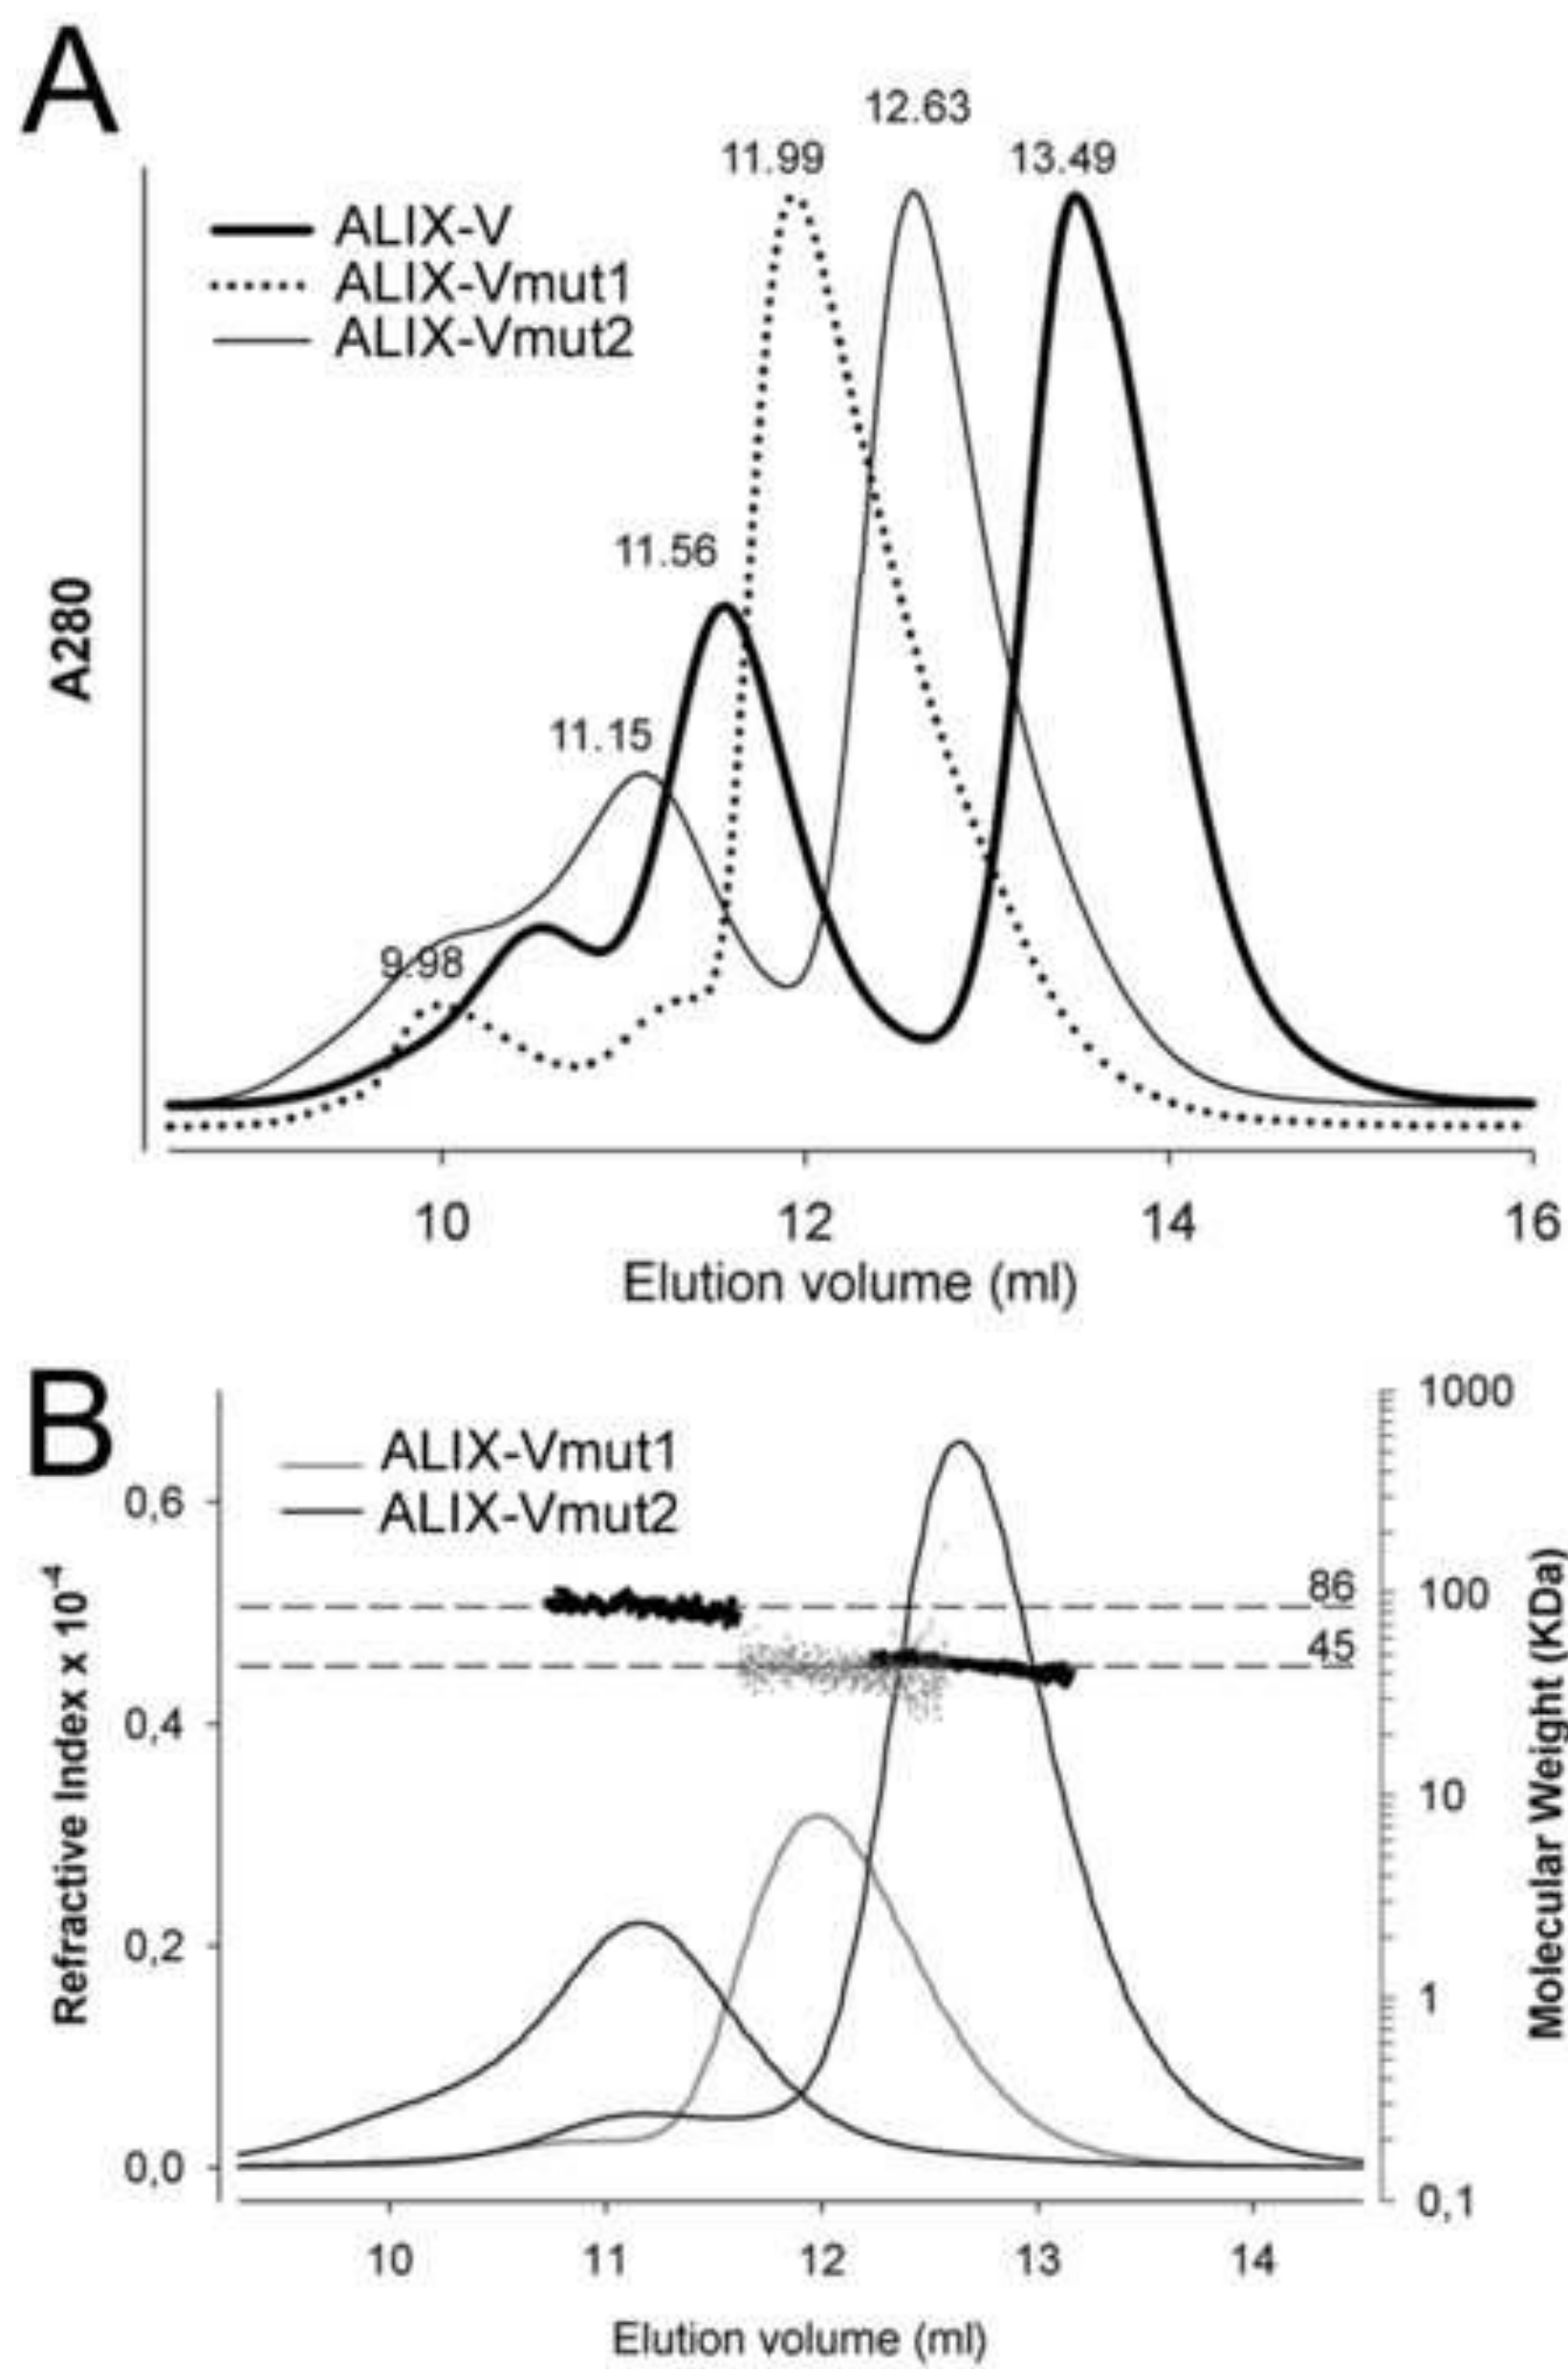 A
12.63
11.99
13.49
ALIX-V
ALIX-Vmut1
ALIX-Vmut2
11.56
11.15
9.98
A280
10
12
14
16
Elution volume (ml)
B
1000
ALIX-Vmut1
ALIX-Vmut2
0,6
86
100
45
0,4
10
0,2
1
0,0
0,1
Refractive Index x 10-4
Molecular Weight (KDa)
10
11
12
13
14
Elution volume (ml)